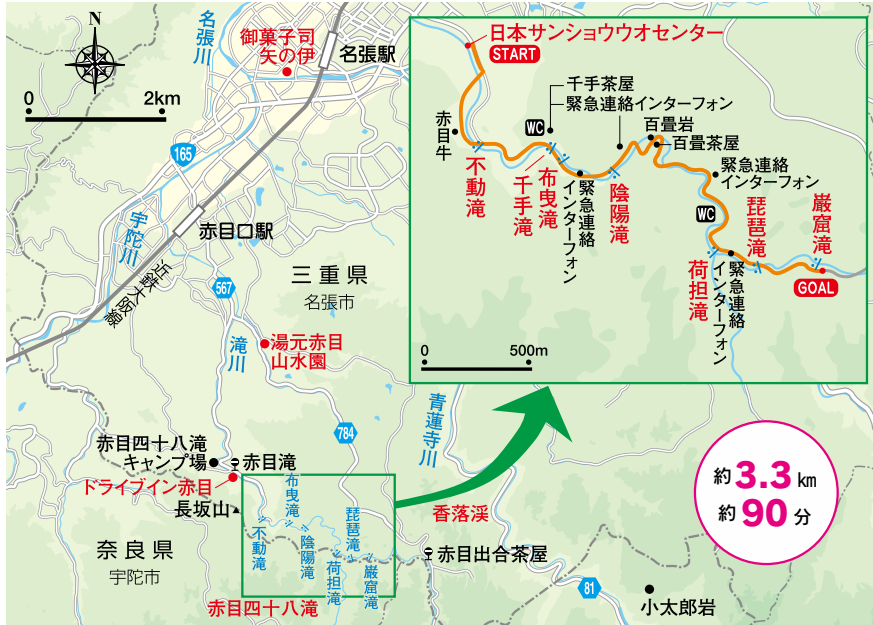 N
0
2km
名張川
御菓子司
矢の伊
名張駅
165
宇陀川
赤目口駅
近鉄大阪線
567
三重県
名張市
滝川
湯元赤目
山水園
784
青蓮寺川
赤目四十八滝
キャンプ場
赤目滝
ドライブイン赤目
長坂山
不動滝
布曳滝
陰陽滝
琵琶滝
荷担滝
巌窟滝
赤目四十八滝
奈良県
宇陀市
香落渓
赤目出合茶屋
81
小太郎岩
日本サンショウウオセンター
START
赤目牛
不動滝
千手茶屋
緊急連絡インターフォン
WC
千手滝
布曳滝
緊急連絡
インターフォン
陰陽滝
百畳岩
百畳茶屋
緊急連絡
インターフォン
WC
荷担滝
緊急連絡
インターフォン
琵琶滝
巌窟滝
GOAL
0
500m
約3.3km
約90分